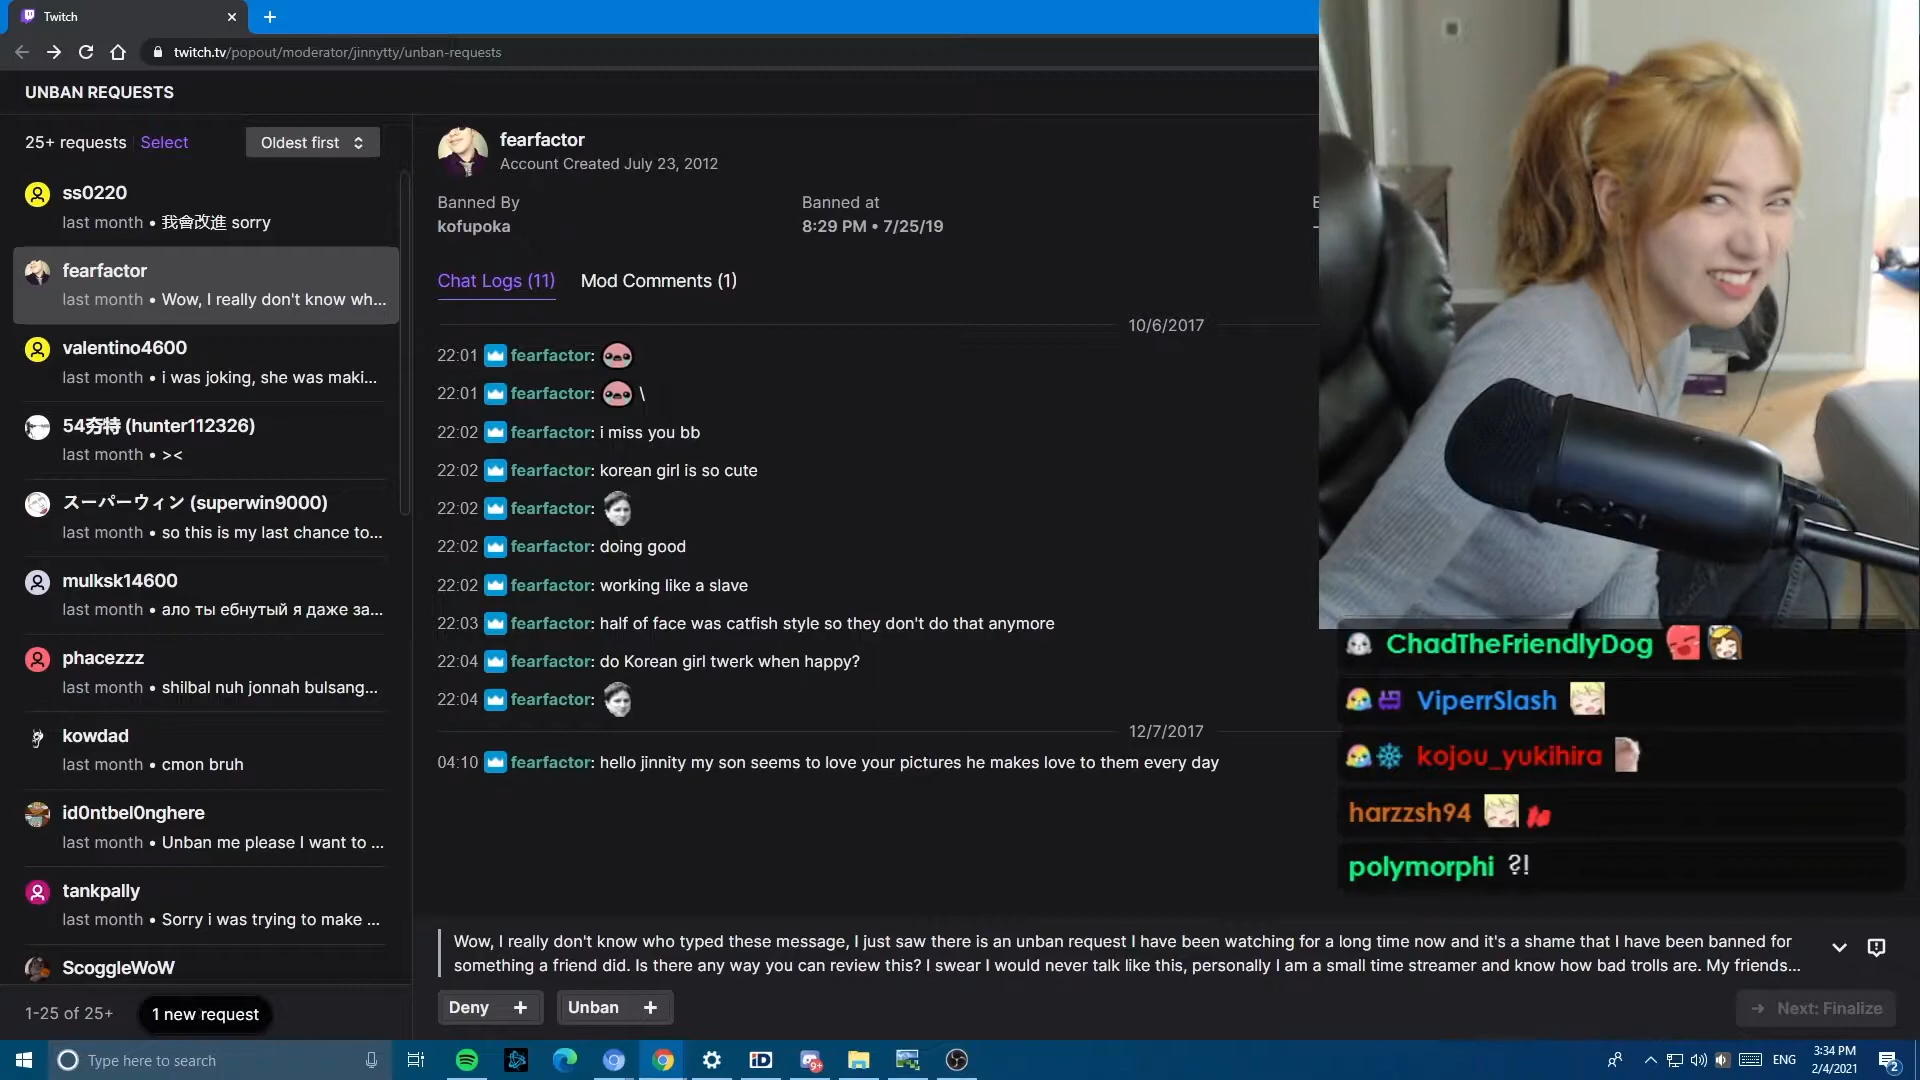 Twitch
twitch.tv/popout/moderator/jinnytty/unban-requests
UNBAN REQUESTS
25+ requests Select Oldest first
ss0220
last month • 我會改進 sorry
fearfactor
last month • Wow, I really don't know wh...
valentino4600
last month • i was joking, she was maki...
54夯特 (hunter112326)
last month • ><
スーパーウィン (superwin9000)
last month • so this is my last chance to...
mulksk14600
last month • ало ты ебнутый я даже за...
phacezzz
last month • shilbal nuh jonnah bulsang...
kowdad
last month • cmon bruh
id0ntbel0nghere
last month • Unban me please I want to ...
tankpally
last month • Sorry i was trying to make ...
ScoggleWoW
1-25 of 25+ 1 new request
fearfactor
Account Created July 23, 2012
Banned By Banned at
kofupoka 8:29 PM • 7/25/19
Chat Logs (11) Mod Comments (1)
10/6/2017
22:01 fearfactor:
22:01 fearfactor: \
22:02 fearfactor: i miss you bb
22:02 fearfactor: korean girl is so cute
22:02 fearfactor:
22:02 fearfactor: doing good
22:02 fearfactor: working like a slave
22:03 fearfactor: half of face was catfish style so they don't do that anymore
22:04 fearfactor: do Korean girl twerk when happy?
22:04 fearfactor:
12/7/2017
04:10 fearfactor: hello jinnity my son seems to love your pictures he makes love to them every day
Wow, I really don't know who typed these message, I just saw there is an unban request I have been watching for a long time now and it's a shame that I have been banned for
something a friend did. Is there any way you can review this? I swear I would never talk like this, personally I am a small time streamer and know how bad trolls are. My friends...
Deny + Unban +
Next: Finalize
ChadTheFriendlyDog
ViperrSlash
kojou_yukihira
harzzsh94
polymorphi ?!
Type here to search
iD
9+
ENG
3:34 PM
2/4/2021
2